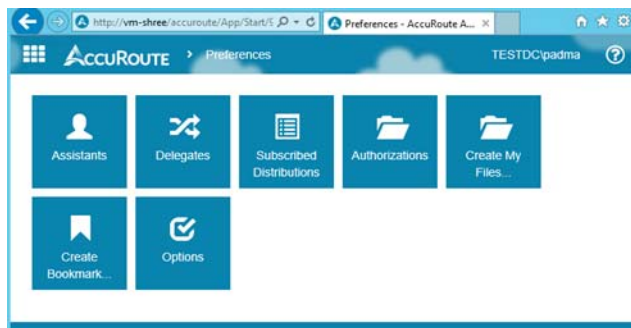 http://vm-shree/accuroute/App/Start/
Preferences - AccuRoute A...
ACCUROUTE
Preferences
TESTDC\padma
Assistants
Delegates
Subscribed
Distributions
Authorizations
Create My
Files...
Create
Bookmark...
Options